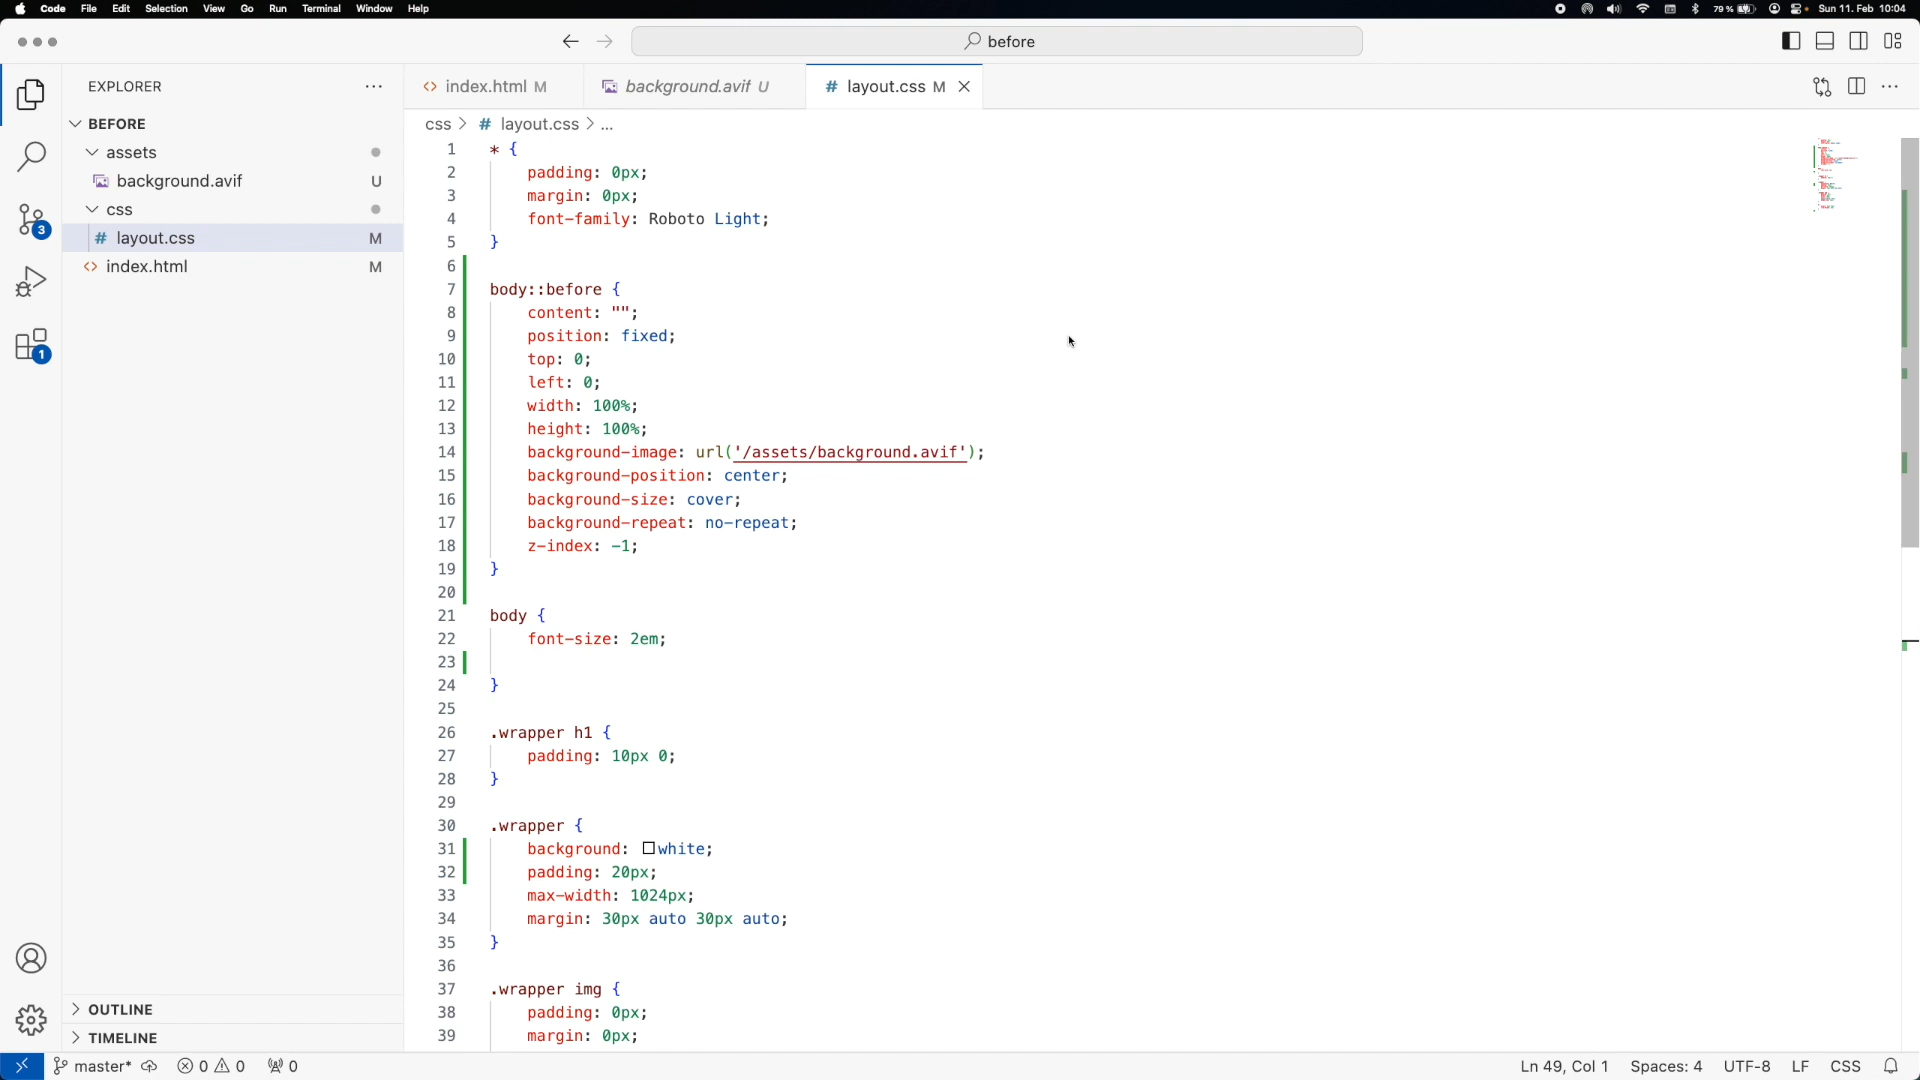 Code File Edit Selection View Go Run Terminal Window Help
79 % Sun 11. Feb 10:04
before
EXPLORER ···
index.html M
background.avif U
# layout.css M
BEFORE
css > # layout.css > ...
assets
background.avif U
css
# layout.css M
index.html M
3
1
1 * {
2 padding: 0px;
3 margin: 0px;
4 font-family: Roboto Light;
5 }
6
7 body::before {
8 content: "";
9 position: fixed;
10 top: 0;
11 left: 0;
12 width: 100%;
13 height: 100%;
14 background-image: url('/assets/background.avif');
15 background-position: center;
16 background-size: cover;
17 background-repeat: no-repeat;
18 z-index: -1;
19 }
20
21 body {
22 font-size: 2em;
23
24 }
25
26 .wrapper h1 {
27 padding: 10px 0;
28 }
29
30 .wrapper {
31 background: white;
32 padding: 20px;
33 max-width: 1024px;
34 margin: 30px auto 30px auto;
35 }
36
37 .wrapper img {
38 padding: 0px;
39 margin: 0px;
OUTLINE
TIMELINE
master* 0 0 0
Ln 49, Col 1 Spaces: 4 UTF-8 LF CSS